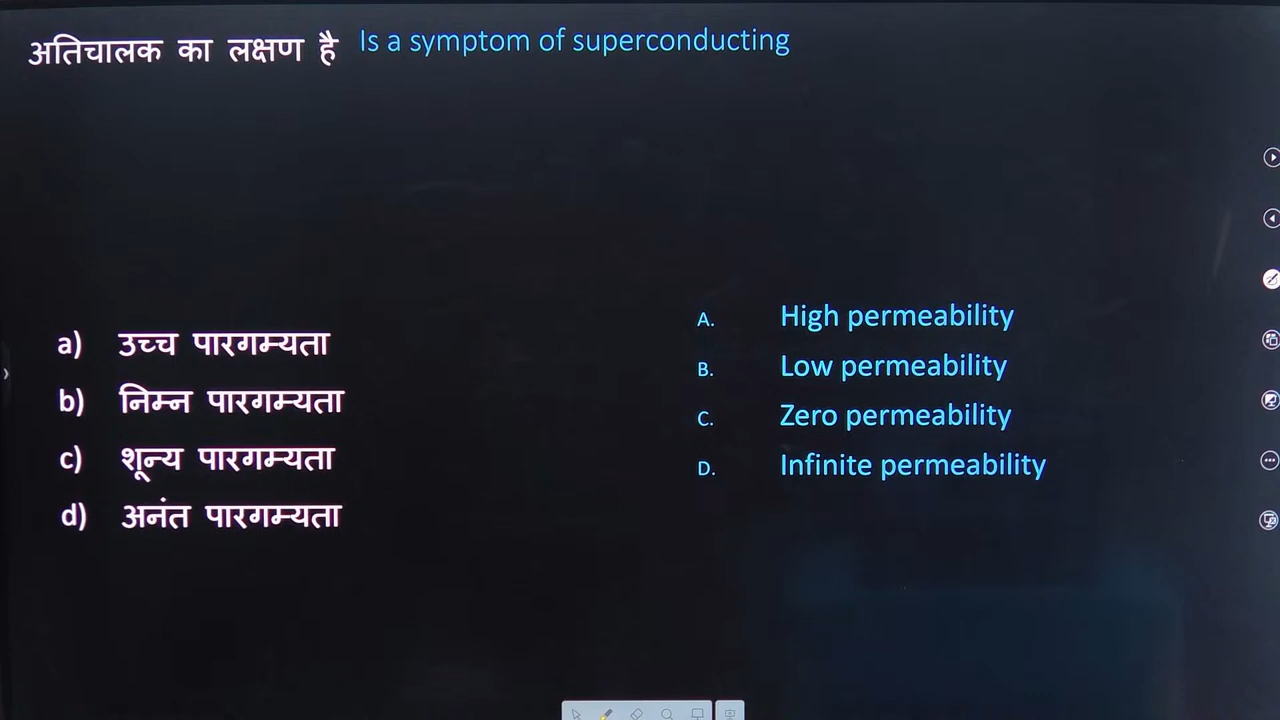 अतिचालक का लक्षण है Is a symptom of superconducting
a) उच्च पारगम्यता
b) निम्न पारगम्यता
c) शून्य पारगम्यता
d) अनंत पारगम्यता
A. High permeability
B. Low permeability
C. Zero permeability
D. Infinite permeability